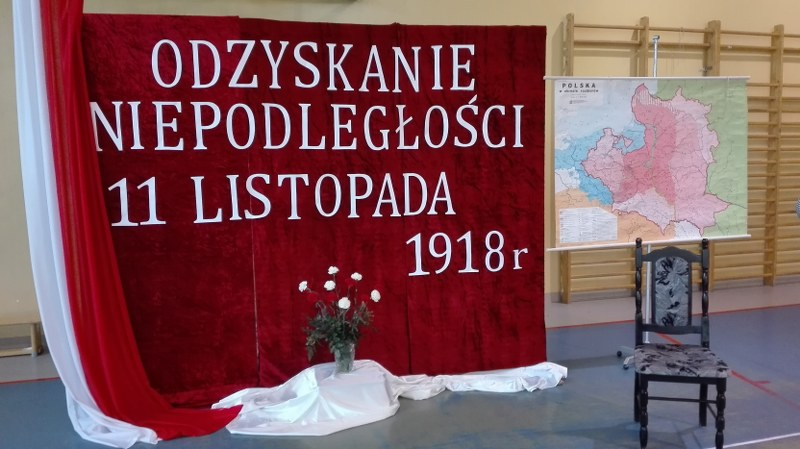 ODZYSKANIE
NIEPODLEGŁOŚCI
11 LISTOPADA
1918 r
POLSKA